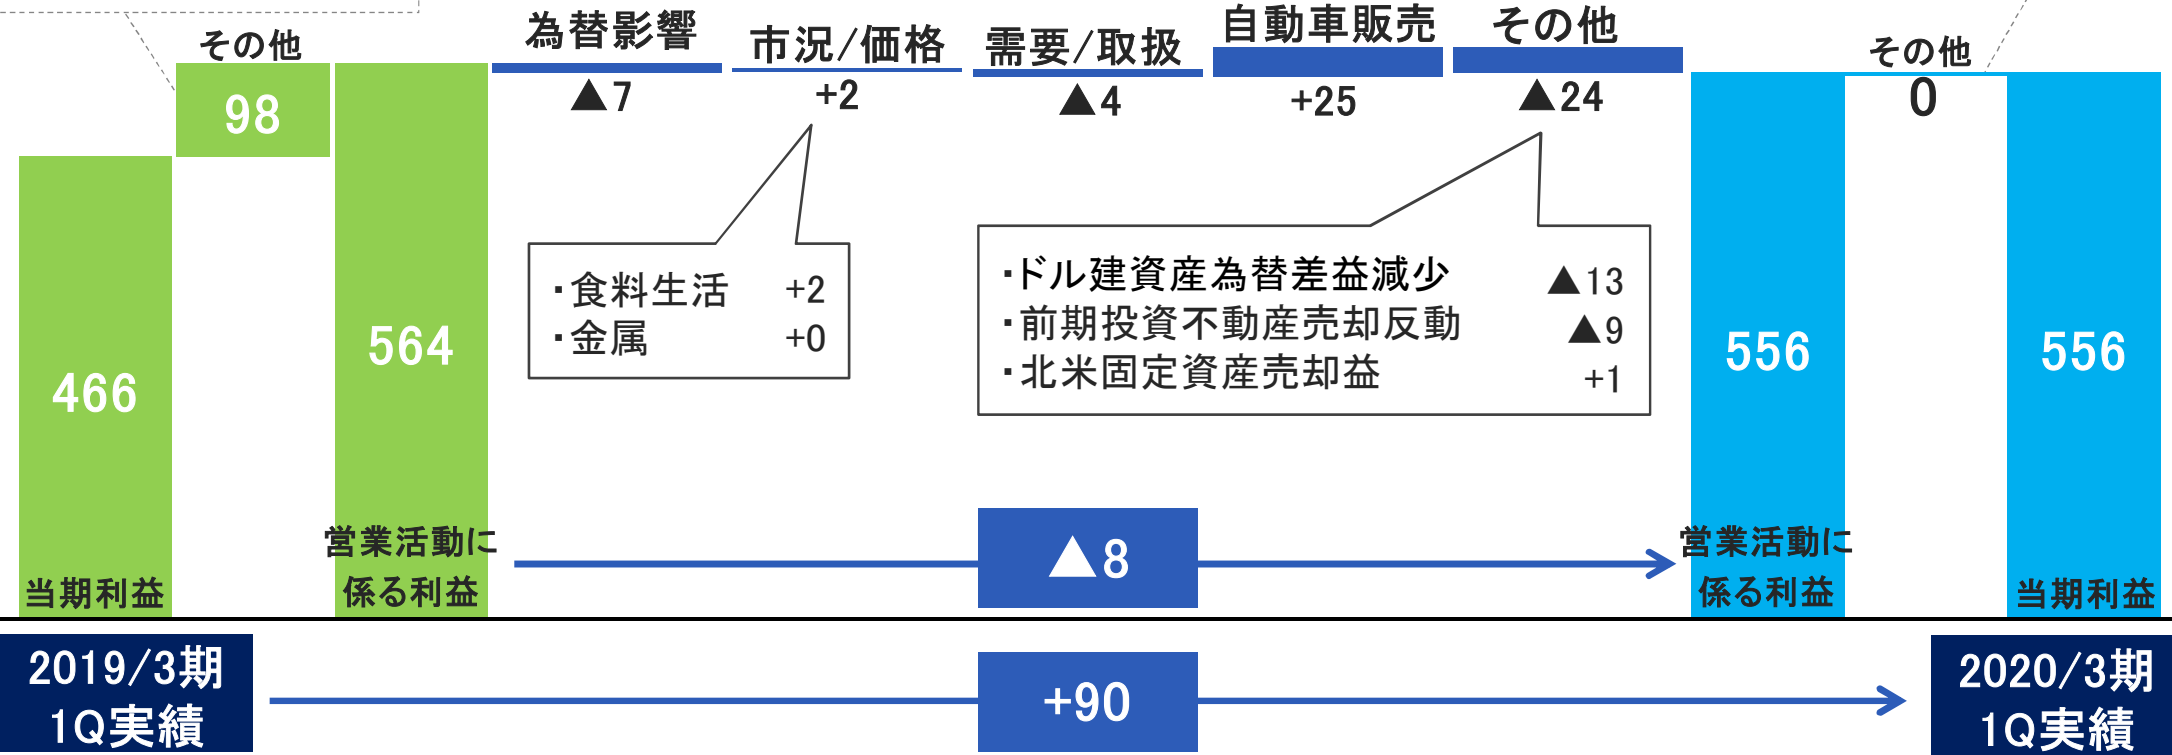 その他
98
466
564
当期利益
営業活動に
係る利益
為替影響
▲7
市況/価格
+2
需要/取扱
▲4
自動車販売
+25
その他
▲24
・食料生活 +2
・金属 +0
・ドル建資産為替差益減少 ▲13
・前期投資不動産売却反動 ▲9
・北米固定資産売却益 +1
▲8
その他
0
556
556
営業活動に
係る利益
当期利益
2019/3期
1Q実績
+90
2020/3期
1Q実績